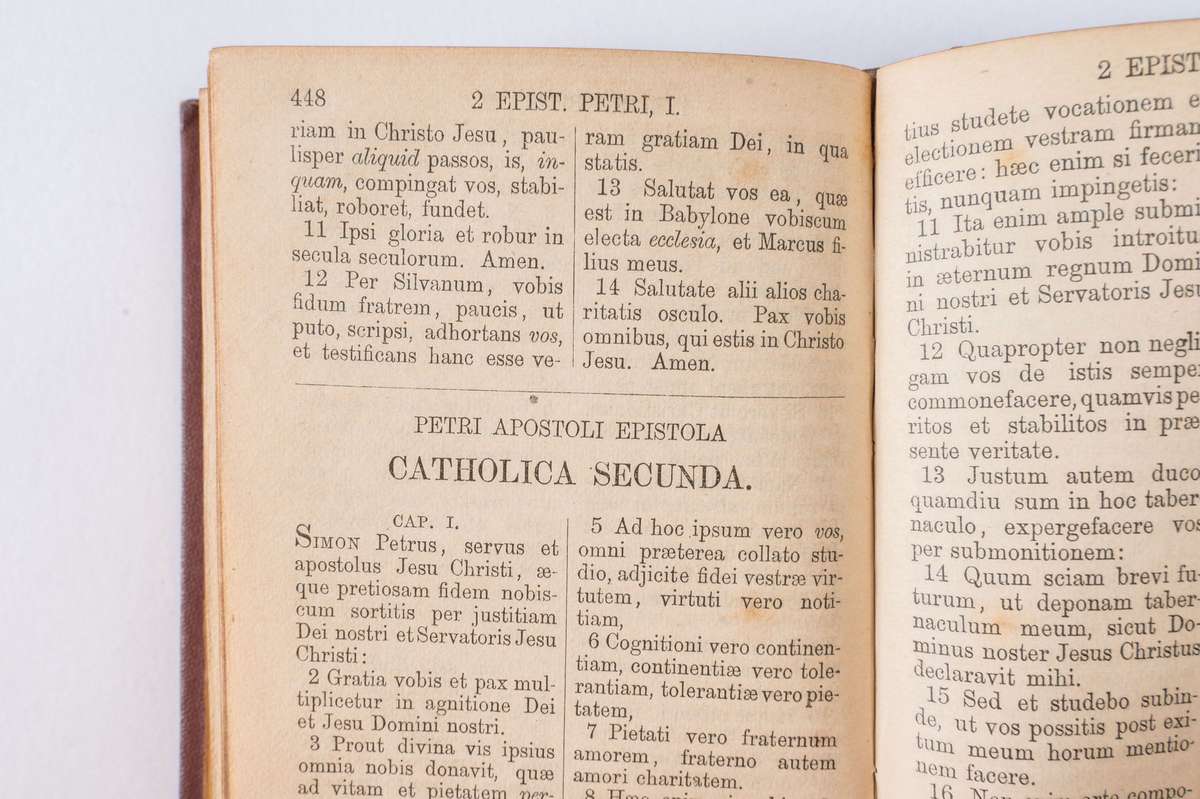 448
2 EPIST. PETRI, I.
riam in Christo Jesu, pau-
lisper aliquid passos, is, in-
quam, compingat vos, stabi-
liat, roboret, fundet.
11 Ipsi gloria et robur in
secula seculorum. Amen.
12 Per Silvanum, vobis
fidum fratrem, paucis, ut
puto, scripsi, adhortans vos,
et testificans hanc esse ve-
ram gratiam Dei, in qua
statis.
13 Salutat vos ea, quæ
est in Babylone vobiscum
electa ecclesia, et Marcus fi-
lius meus.
14 Salutate alii alios cha-
ritatis osculo. Pax vobis
omnibus, qui estis in Christo
Jesu. Amen.
PETRI APOSTOLI EPISTOLA
CATHOLICA SECUNDA.
CAP. I.
SIMON Petrus, servus et
apostolus Jesu Christi, æ-
que pretiosam fidem nobis-
cum sortitis per justitiam
Dei nostri et Servatoris Jesu
Christi:
2 Gratia vobis et pax mul-
tiplicetur in agnitione Dei
et Jesu Domini nostri.
3 Prout divina vis ipsius
omnia nobis donavit, quæ
ad vitam et pietatem per-
5 Ad hoc ipsum vero vos,
omni præterea collato stu-
dio, adjicite fidei vestræ vir-
tutem, virtuti vero noti-
tiam,
6 Cognitioni vero continen-
tiam, continentiæ vero tole-
rantiam, tolerantiæ vero pie-
tatem,
7 Pietati vero fraternum
amorem, fraterno autem
amori charitatem.
2 EPIST
tius studete vocationem e
electionem vestram firman
efficere: hæc enim si feceri
tis, nunquam impingetis:
11 Ita enim ample submi
nistrabitur vobis introitu
in æternum regnum Domi
ni nostri et Servatoris Jesu
Christi.
12 Quapropter non negli
gam vos de istis semper
commonefacere, quamvis pe
ritos et stabilitos in præ
sente veritate.
13 Justum autem duco
quamdiu sum in hoc taber
naculo, expergefacere vos
per submonitionem:
14 Quum sciam brevi fu-
turum, ut deponam taber-
naculum meum, sicut Do-
minus noster Jesus Christus
declaravit mihi.
15 Sed et studebo subin-
de, ut vos possitis post exi-
tum meum horum mentio-
nem facere.
16 Non enim arte compo-